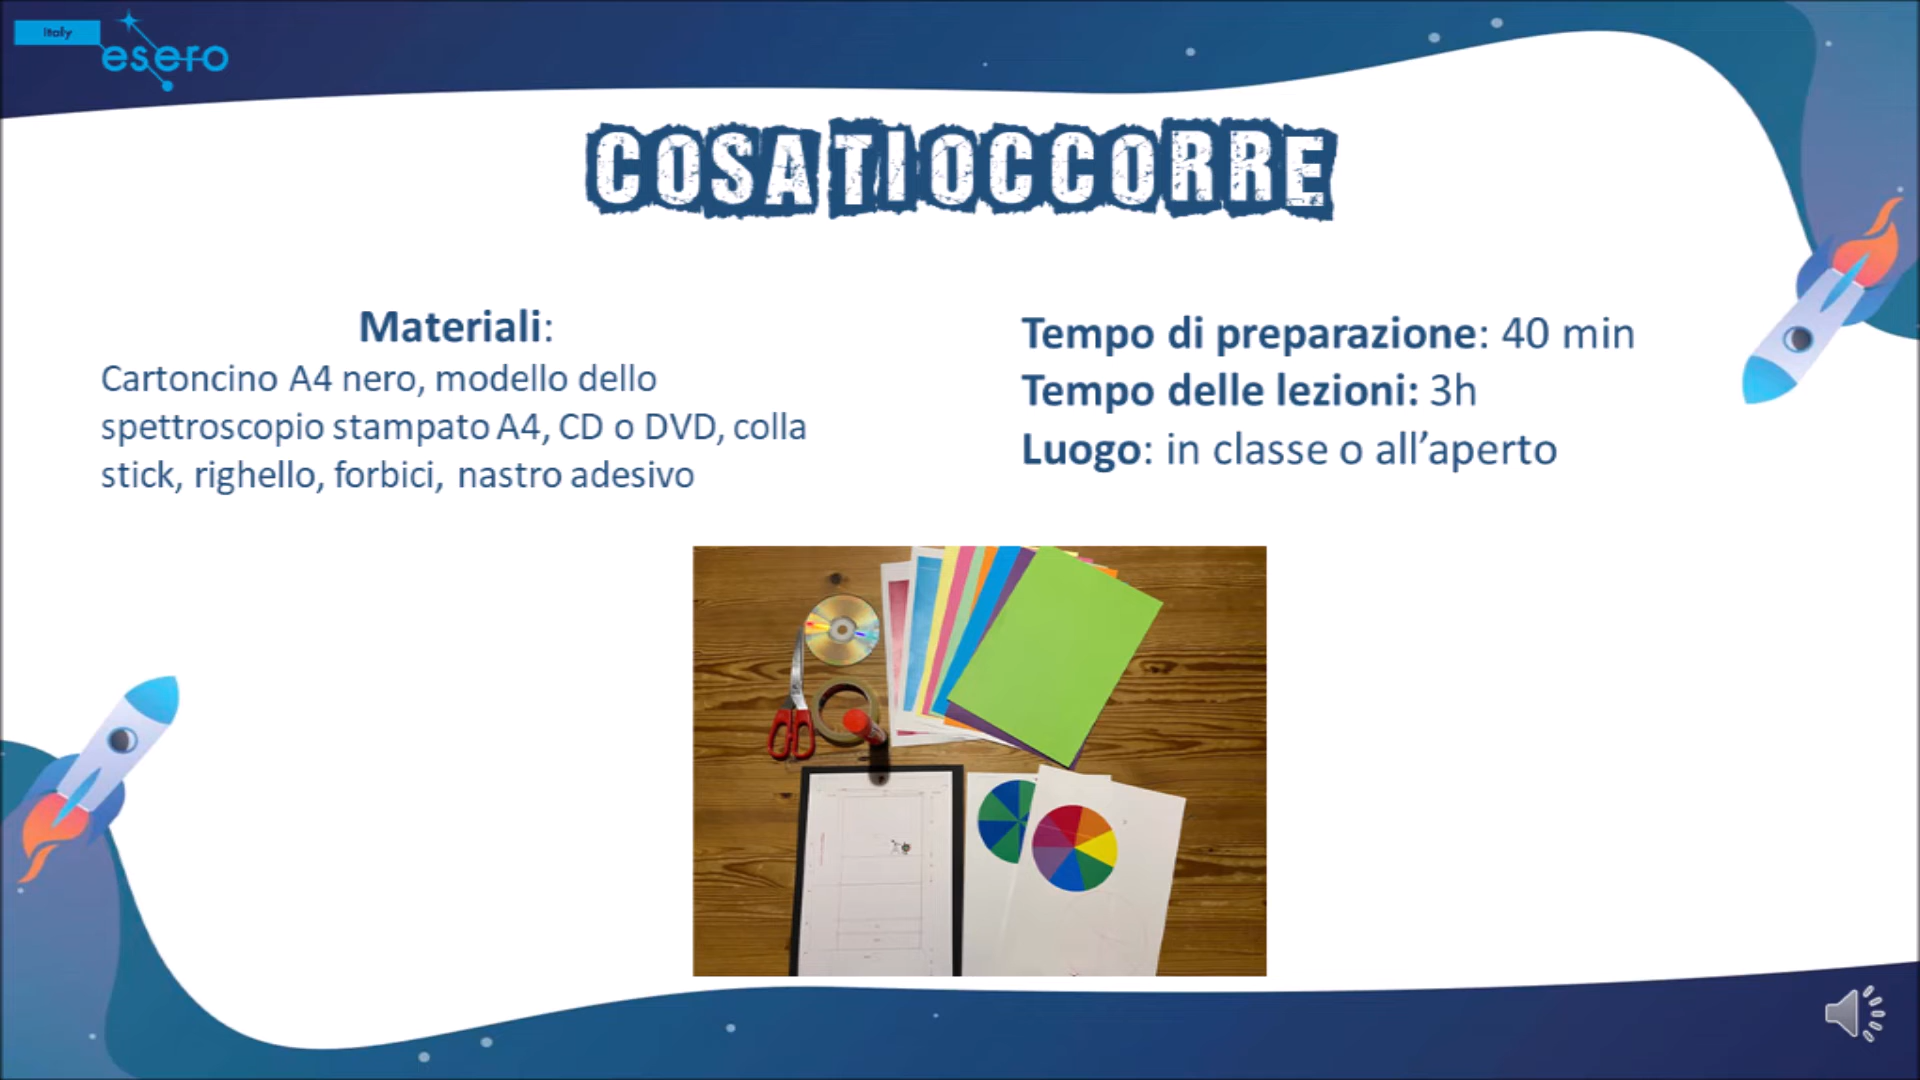 italy
esero
COSA TI OCCORRE
Materiali:
Cartoncino A4 nero, modello dello
spettroscopio stampato A4, CD o DVD, colla
stick, righello, forbici, nastro adesivo
Tempo di preparazione: 40 min
Tempo delle lezioni: 3h
Luogo: in classe o all’aperto